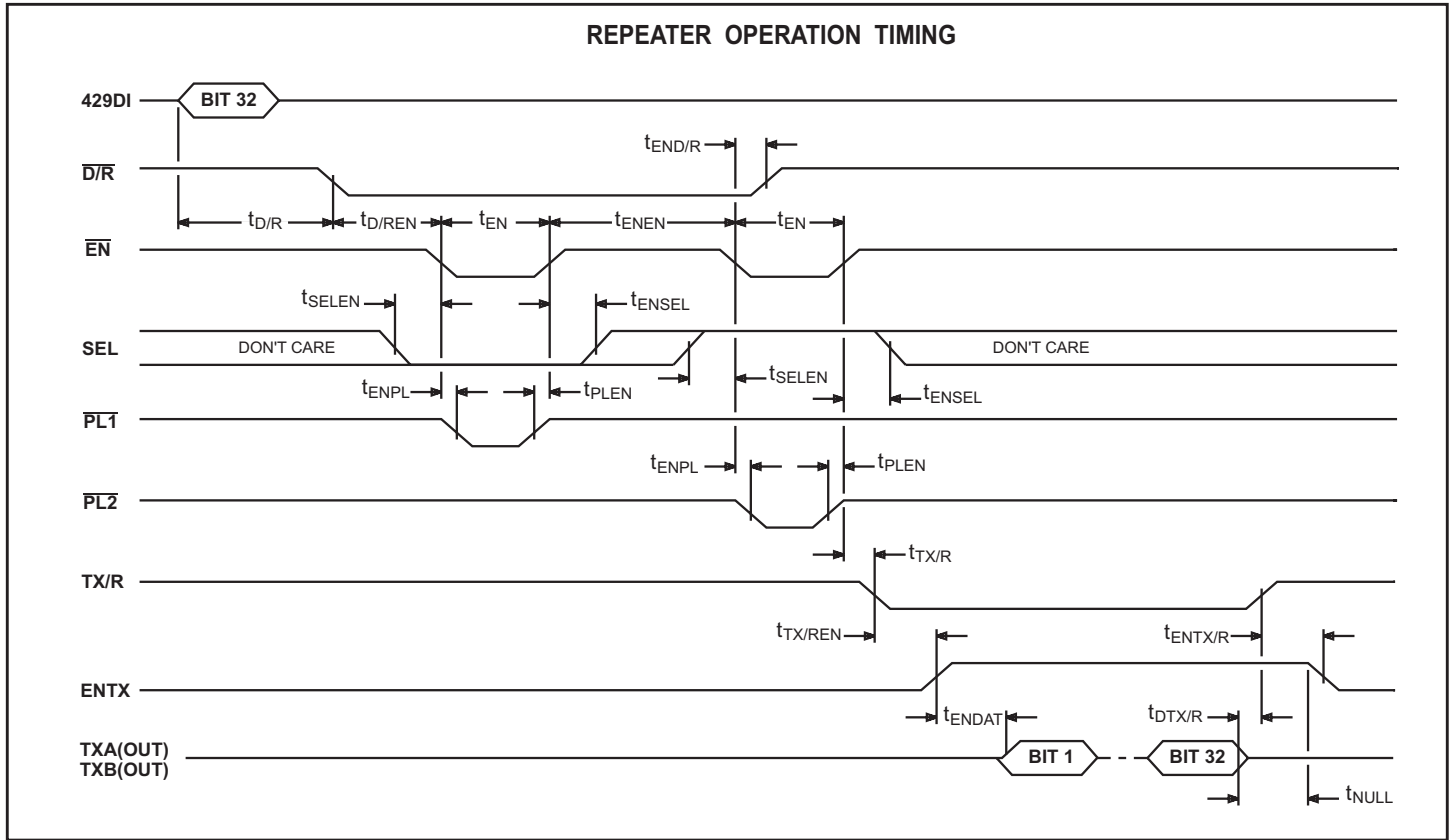 REPEATER OPERATION TIMING
429DI
BIT 32
tEND/R
D/R
tD/R
tD/REN
tEN
tENEN
tEN
EN
tSELEN
tENSEL
SEL
DON'T CARE
DON'T CARE
tSELEN
tENSEL
tENPL
tPLEN
PL1
tENPL
tPLEN
PL2
tTX/R
TX/R
tTX/REN
tENTX/R
ENTX
tENDAT
tDTX/R
TXA(OUT)
TXB(OUT)
BIT 1
BIT 32
tNULL